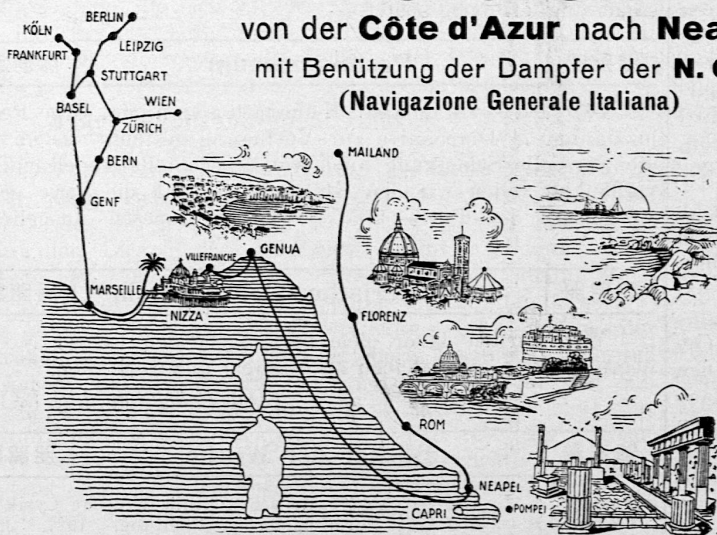 von der Côte d'Azur nach
mit Benützung der Dampfer der N.
(Navigazione Generale Italiana)
BERLIN
KÖLN
LEIPZIG
FRANKFURT
STUTTGART
BASEL
WIEN
ZÜRICH
BERN
MAILAND
GENF
GENUA
VILLEFRANCHE
MARSEILLE
NIZZA
FLORENZ
ROM
NEAPEL
CAPRI
POMPEI